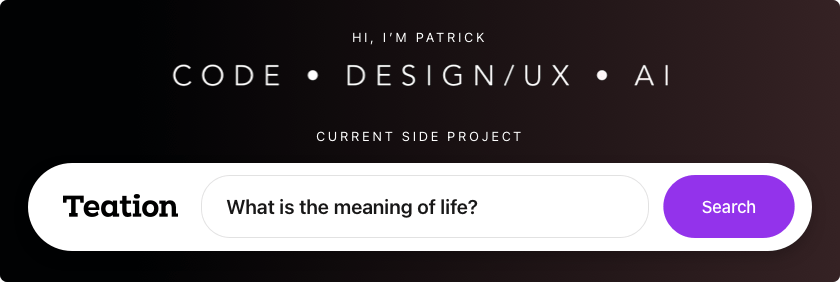 HI, I’M PATRICK
CODE • DESIGN/UX • AI
CURRENT SIDE PROJECT
Teation What is the meaning of life? Search